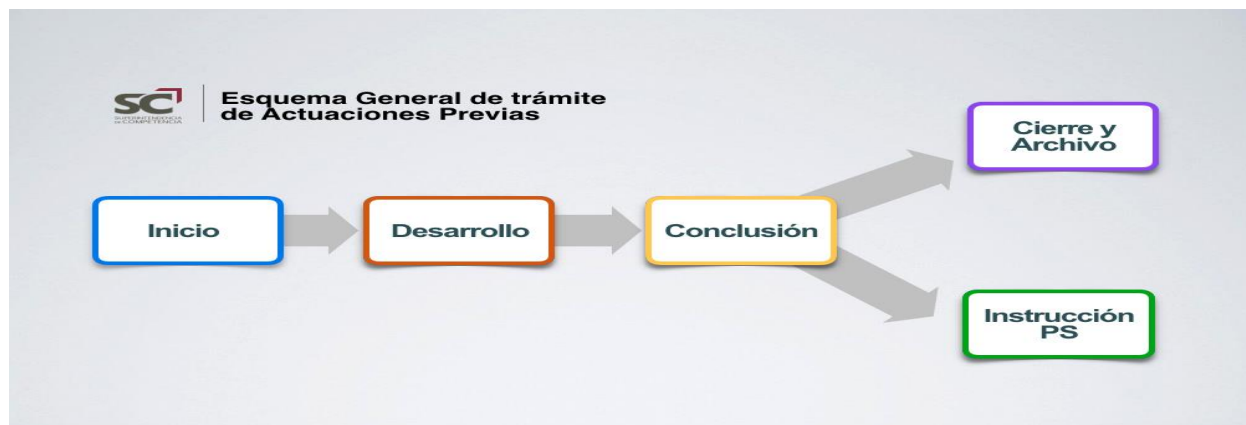 SC
SUPERINTENDENCIA
DE COMPETENCIA
Esquema General de trámite
de Actuaciones Previas
Inicio
Desarrollo
Conclusión
Cierre y
Archivo
Instrucción
PS